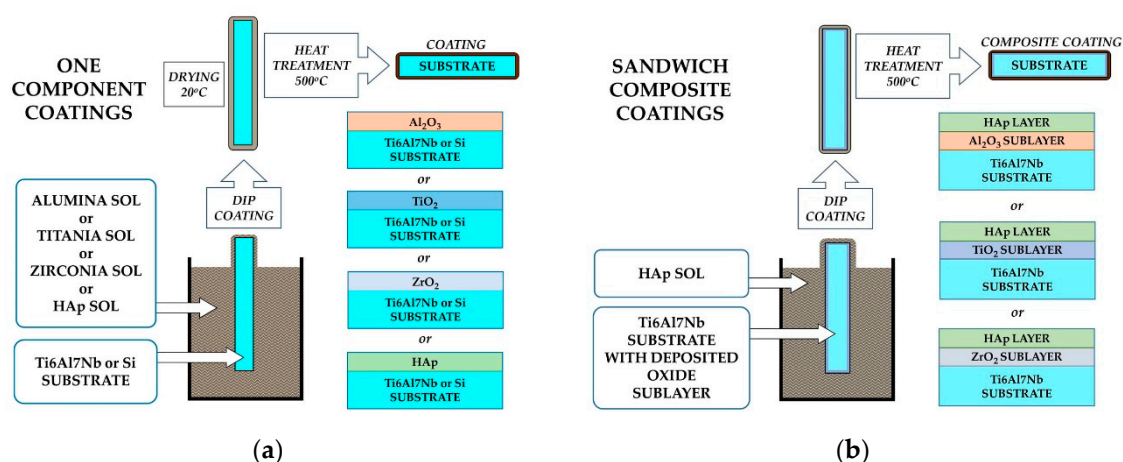 ONE
COMPONENT
COATINGS
DRYING
20°C
HEAT
TREATMENT
500°C
COATING
SUBSTRATE
DIP
COATING
ALUMINA SOL
or
TITANIA SOL
or
ZIRCONIA SOL
or
HAp SOL
Ti6Al7Nb or Si
SUBSTRATE
Al₂O₃
Ti6Al7Nb or Si
SUBSTRATE
or
TiO₂
Ti6Al7Nb or Si
SUBSTRATE
or
ZrO₂
Ti6Al7Nb or Si
SUBSTRATE
or
HAp
Ti6Al7Nb or Si
SUBSTRATE
(a)
SANDWICH
COMPOSITE
COATINGS
HEAT
TREATMENT
500°C
COMPOSITE COATING
SUBSTRATE
DIP
COATING
HAp SOL
Ti6Al7Nb
SUBSTRATE
WITH DEPOSITED
OXIDE
SUBLAYER
HAp LAYER
Al₂O₃ SUBLAYER
Ti6Al7Nb
SUBSTRATE
or
HAp LAYER
TiO₂ SUBLAYER
Ti6Al7Nb
SUBSTRATE
or
HAp LAYER
ZrO₂ SUBLAYER
Ti6Al7Nb
SUBSTRATE
(b)